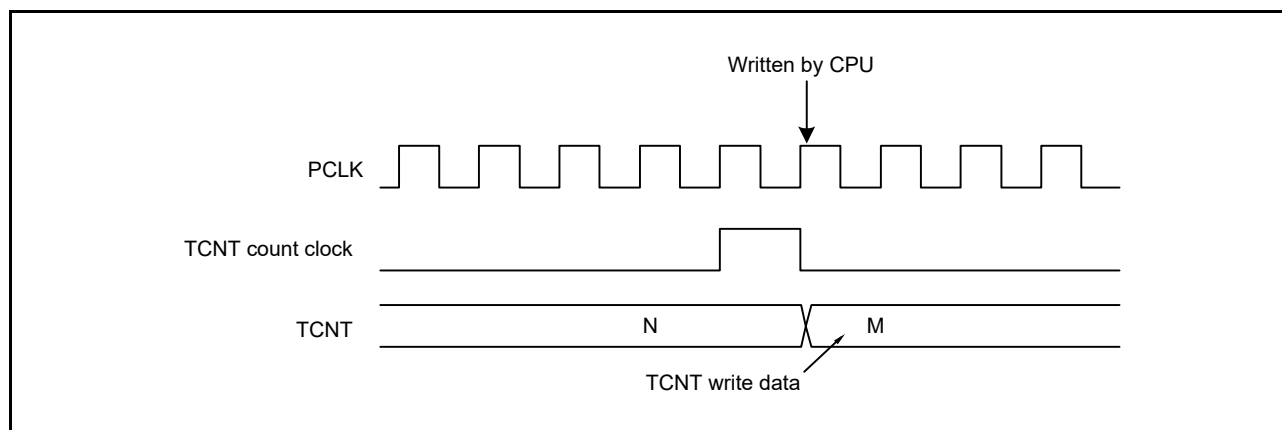 Written by CPU
PCLK
TCNT count clock
TCNT N M
TCNT write data